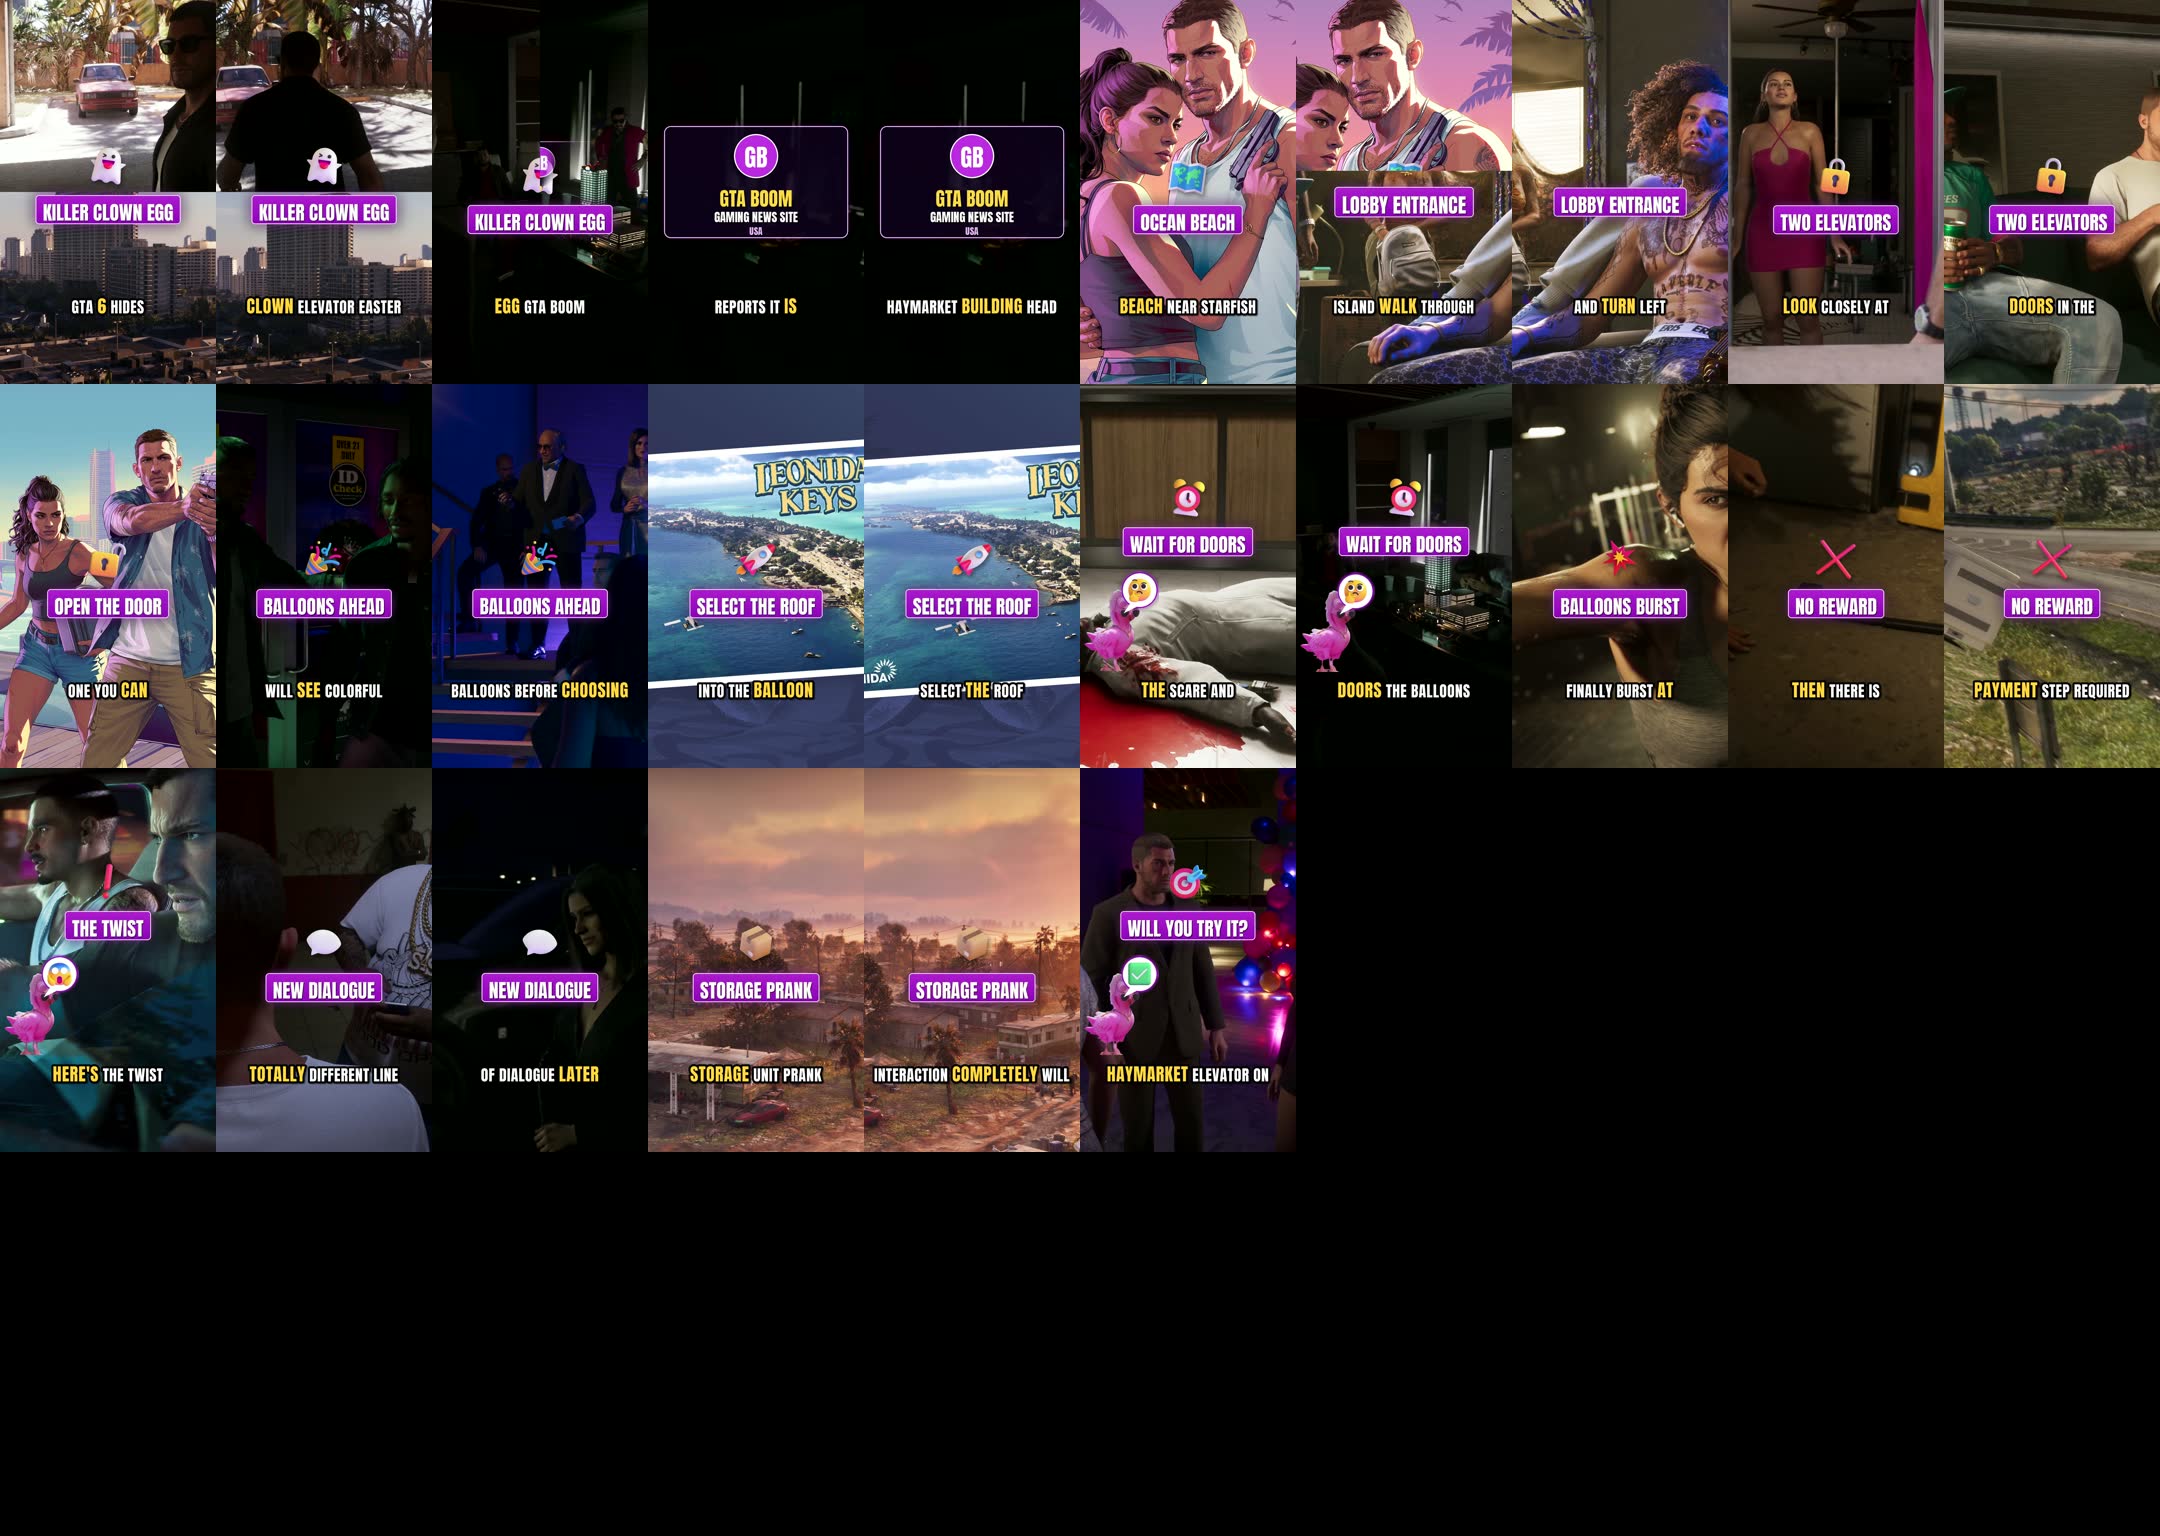 KILLER CLOWN EGG
GTA 6 HIDES
KILLER CLOWN EGG
CLOWN ELEVATOR EASTER
B
KILLER CLOWN EGG
EGG GTA BOOM
GB
GTA BOOM
GAMING NEWS SITE
USA
REPORTS IT IS
GB
GTA BOOM
GAMING NEWS SITE
USA
HAYMARKET BUILDING HEAD
OCEAN BEACH
BEACH NEAR STARFISH
LOBBY ENTRANCE
ISLAND WALK THROUGH
LOBBY ENTRANCE
AND TURN LEFT
TWO ELEVATORS
LOOK CLOSELY AT
TWO ELEVATORS
DOORS IN THE
OPEN THE DOOR
ONE YOU CAN
OVER 21
ONLY
ID
Check
BALLOONS AHEAD
WILL SEE COLORFUL
BALLOONS AHEAD
BALLOONS BEFORE CHOOSING
LEONIDA
KEYS
SELECT THE ROOF
INTO THE BALLOON
LEO
K
SELECT THE ROOF
NIDA
SELECT THE ROOF
WAIT FOR DOORS
THE SCARE AND
WAIT FOR DOORS
DOORS THE BALLOONS
BALLOONS BURST
FINALLY BURST AT
NO REWARD
THEN THERE IS
NO REWARD
PAYMENT STEP REQUIRED
THE TWIST
HERE'S THE TWIST
NEW DIALOGUE
TOTALLY DIFFERENT LINE
NEW DIALOGUE
OF DIALOGUE LATER
STORAGE PRANK
STORAGE UNIT PRANK
STORAGE PRANK
INTERACTION COMPLETELY WILL
WILL YOU TRY IT?
HAYMARKET ELEVATOR ON